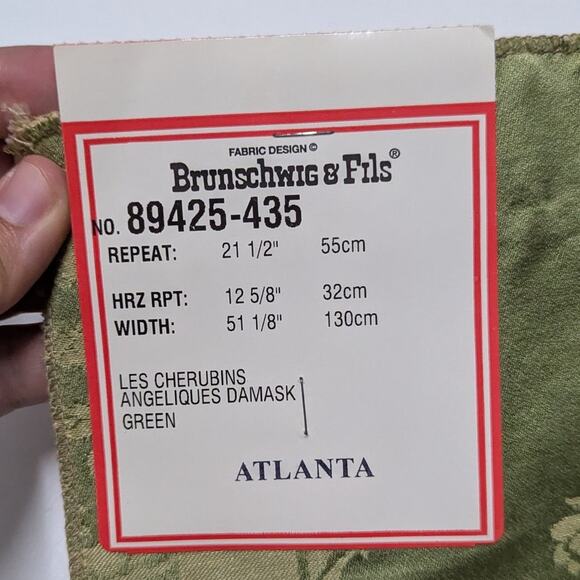 FABRIC DESIGN ©
Brunschwig & Fils®
NO. 89425-435
REPEAT: 21 1/2" 55cm
HRZ RPT: 12 5/8" 32cm
WIDTH: 51 1/8" 130cm
LES CHERUBINS
ANGELIQUES DAMASK
GREEN
ATLANTA